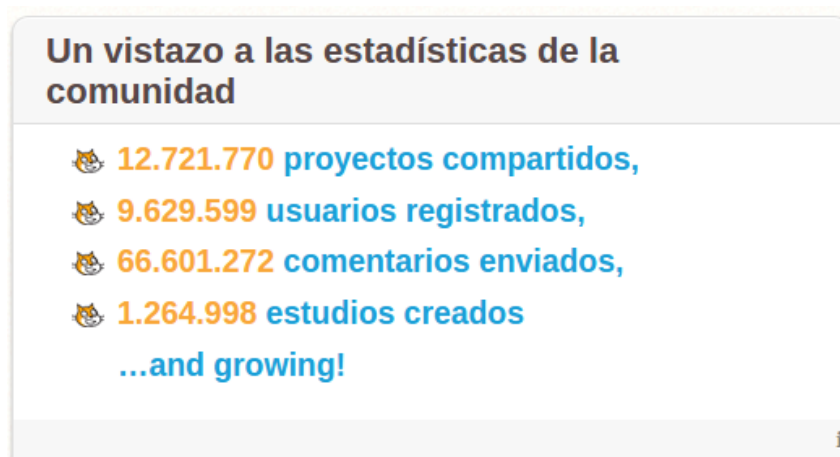 Un vistazo a las estadísticas de la
comunidad
12.721.770 proyectos compartidos,
9.629.599 usuarios registrados,
66.601.272 comentarios enviados,
1.264.998 estudios creados
...and growing!